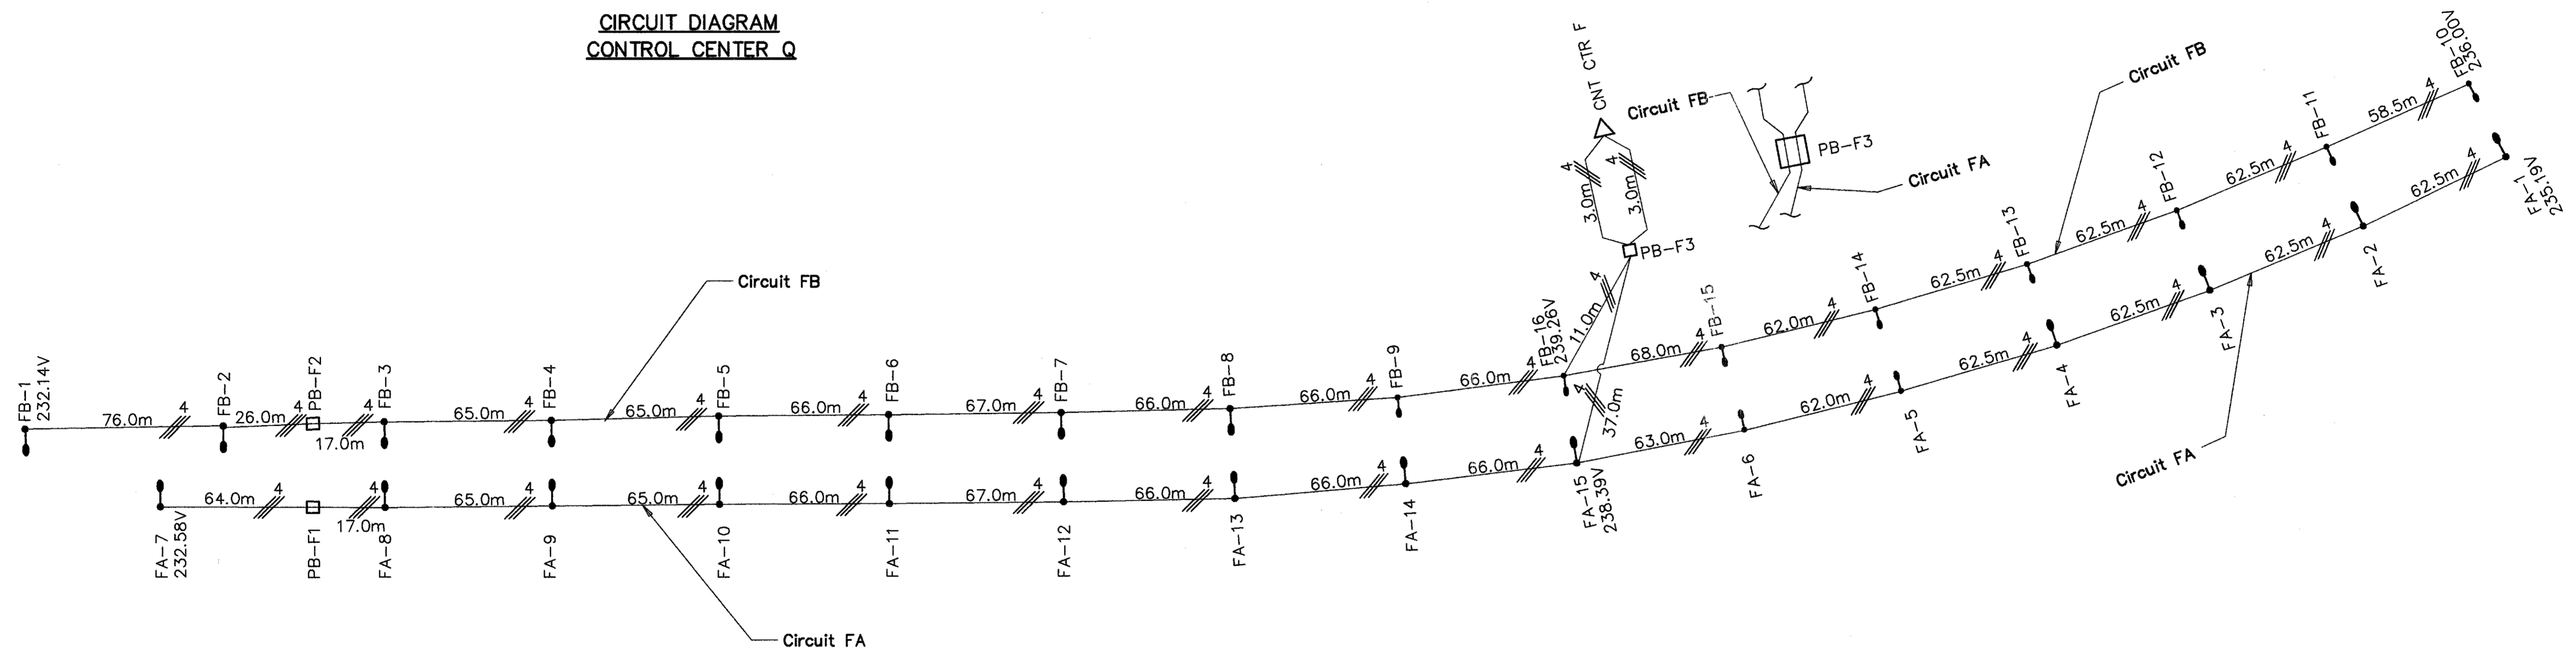 CIRCUIT DIAGRAM
CONTROL CENTER Q
CNT CTR F
4
4
3.0m
3.0m
PB-F3
Circuit FB
PB-F3
Circuit FA
Circuit FB
FB-10
236.00V
4
58.5m
FB-11
4
62.5m
FB-12
4
62.5m
FB-13
4
62.5m
FB-14
4
62.0m
FB-15
4
68.0m
FB-16
239.26V
4
11.0m
4
37.0m
Circuit FB
FB-1
232.14V
76.0m
4
FB-2
26.0m
4
PB-F2
17.0m
4
FB-3
65.0m
4
FB-4
65.0m
4
FB-5
66.0m
4
FB-6
67.0m
4
FB-7
66.0m
4
FB-8
66.0m
4
FB-9
66.0m
4
FA-7
232.58V
64.0m
4
PB-F1
17.0m
4
FA-8
65.0m
4
FA-9
65.0m
4
FA-10
66.0m
4
FA-11
67.0m
4
FA-12
66.0m
4
FA-13
66.0m
4
FA-14
66.0m
4
FA-15
238.39V
63.0m
4
FA-6
62.0m
4
FA-5
62.5m
4
FA-4
62.5m
4
FA-3
62.5m
4
FA-2
62.5m
4
FA-1
235.19V
Circuit FA
Circuit FA